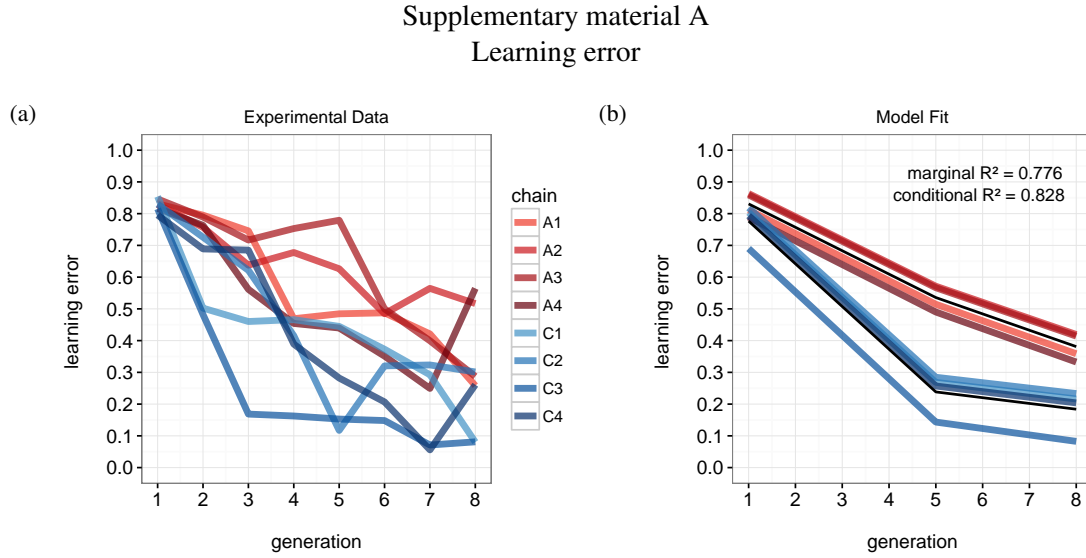 Supplementary material A
Learning error
(a)
Experimental Data
1.0
0.9
0.8
0.7
0.6
0.5
0.4
0.3
0.2
0.1
0.0
learning error
1 2 3 4 5 6 7 8
generation
chain
A1
A2
A3
A4
C1
C2
C3
C4
(b)
Model Fit
marginal R² = 0.776
conditional R² = 0.828
1.0
0.9
0.8
0.7
0.6
0.5
0.4
0.3
0.2
0.1
0.0
learning error
1 2 3 4 5 6 7 8
generation